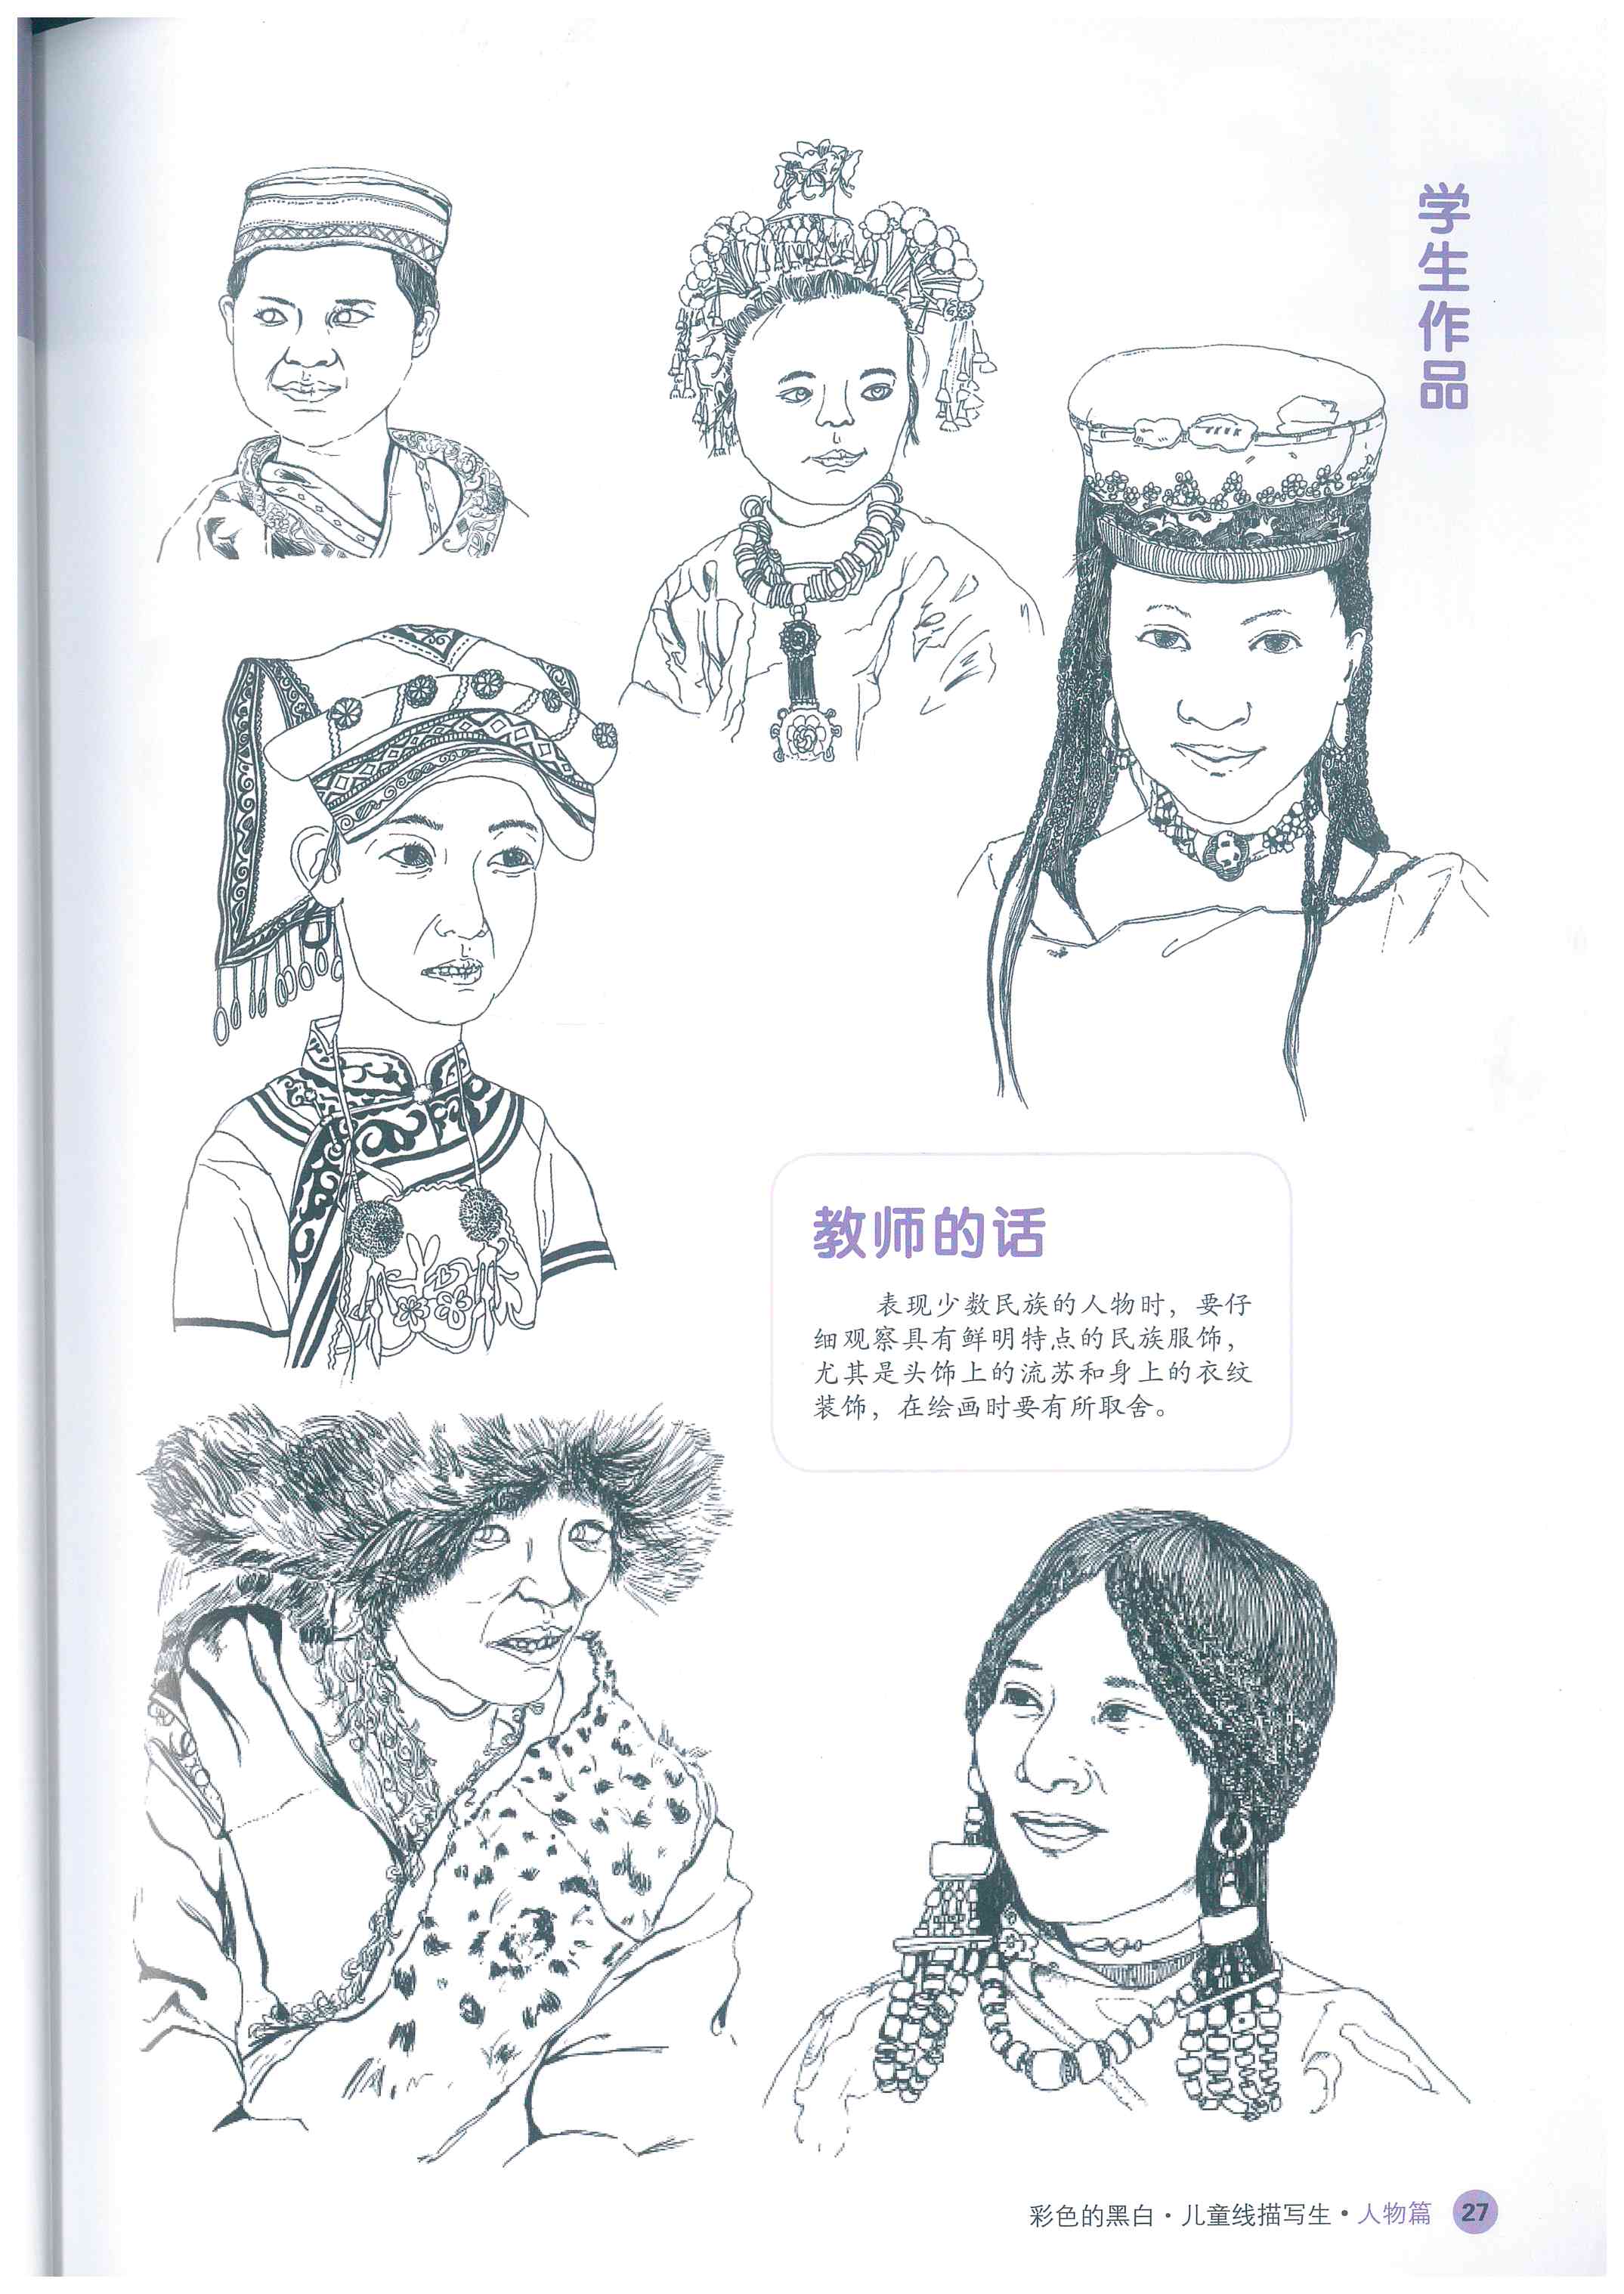 学生作品
教师的话
表现少数民族的人物时，要仔
细观察具有鲜明特点的民族服饰，
尤其是头饰上的流苏和身上的衣纹
装饰，在绘画时要有所取舍。
彩色的黑白·儿童线描写生·人物篇 27